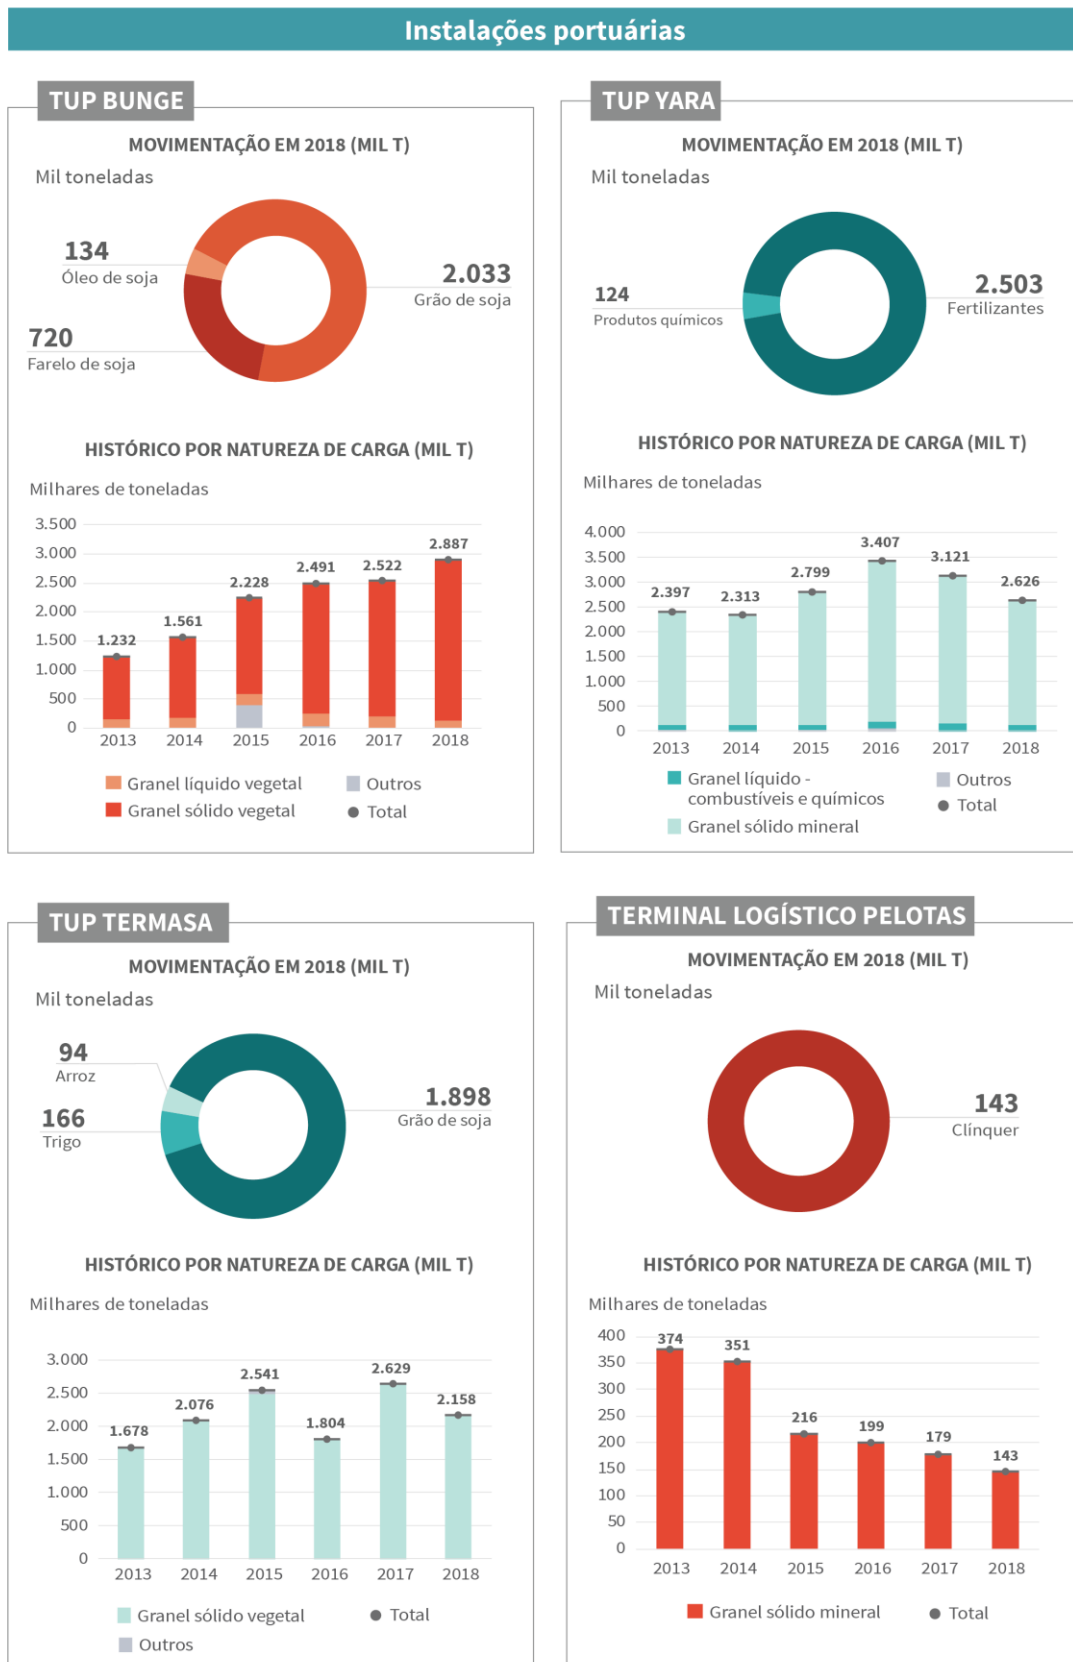 Instalações portuárias
TUP BUNGE
MOVIMENTAÇÃO EM 2018 (MIL T)
Mil toneladas
134
Óleo de soja
2.033
Grão de soja
720
Farelo de soja
HISTÓRICO POR NATUREZA DE CARGA (MIL T)
Milhares de toneladas
3.500
3.000
2.500
2.000
1.500
1.000
500
0
1.232
1.561
2.228
2.491
2.522
2.887
2013 2014 2015 2016 2017 2018
Granel líquido vegetal
Outros
Granel sólido vegetal
Total
TUP YARA
MOVIMENTAÇÃO EM 2018 (MIL T)
Mil toneladas
124
Produtos químicos
2.503
Fertilizantes
HISTÓRICO POR NATUREZA DE CARGA (MIL T)
Milhares de toneladas
4.000
3.500
3.000
2.500
2.000
1.500
1.000
500
0
2.397
2.313
2.799
3.407
3.121
2.626
2013 2014 2015 2016 2017 2018
Granel líquido -
combustíveis e químicos
Outros
Total
Granel sólido mineral
TUP TERMASA
MOVIMENTAÇÃO EM 2018 (MIL T)
Mil toneladas
94
Arroz
166
Trigo
1.898
Grão de soja
HISTÓRICO POR NATUREZA DE CARGA (MIL T)
Milhares de toneladas
3.000
2.500
2.000
1.500
1.000
500
0
1.678
2.076
2.541
1.804
2.629
2.158
2013 2014 2015 2016 2017 2018
Granel sólido vegetal
Total
Outros
TERMINAL LOGÍSTICO PELOTAS
MOVIMENTAÇÃO EM 2018 (MIL T)
Mil toneladas
143
Clínquer
HISTÓRICO POR NATUREZA DE CARGA (MIL T)
Milhares de toneladas
400
350
300
250
200
150
100
50
0
374
351
216
199
179
143
2013 2014 2015 2016 2017 2018
Granel sólido mineral
Total